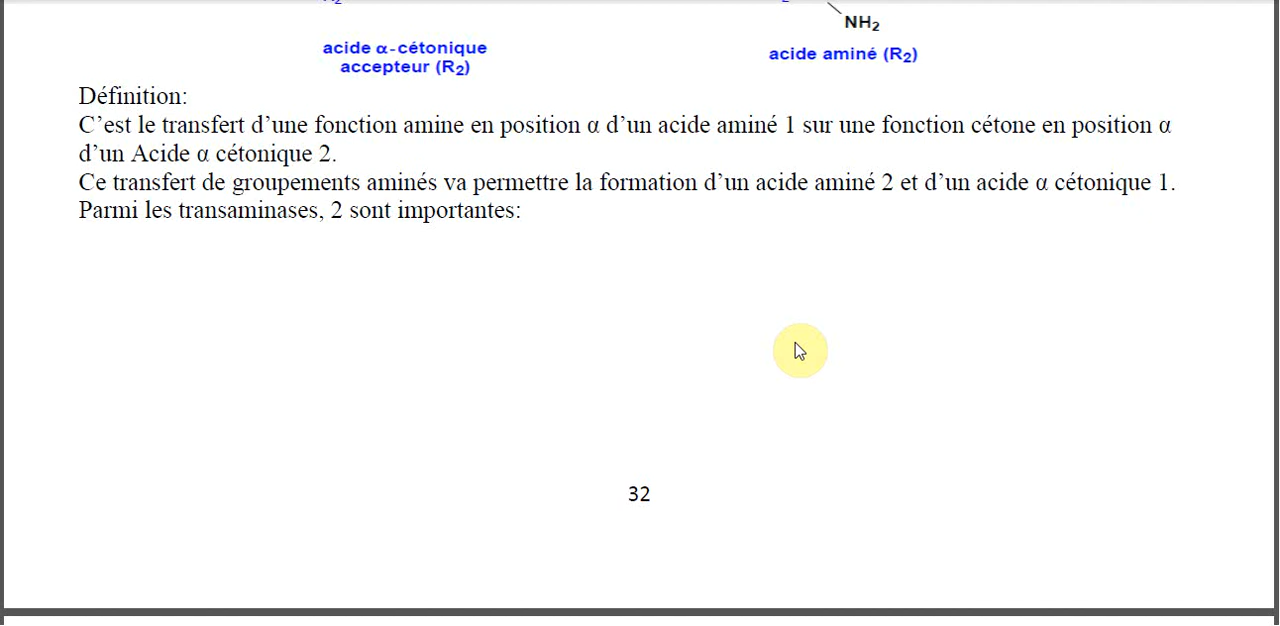 NH₂
acide α-cétonique
accepteur (R₂)
acide aminé (R₂)
Définition:
C’est le transfert d’une fonction amine en position α d’un acide aminé 1 sur une fonction cétone en position α
d’un Acide α cétonique 2.
Ce transfert de groupements aminés va permettre la formation d’un acide aminé 2 et d’un acide α cétonique 1.
Parmi les transaminases, 2 sont importantes:
32